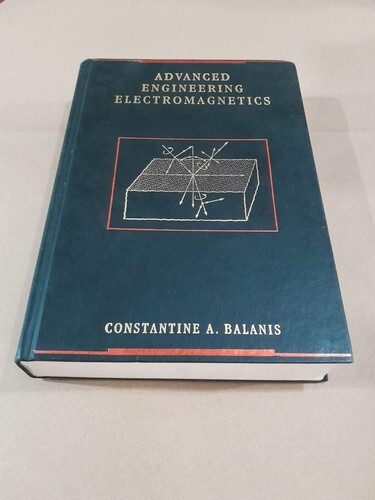 ADVANCED
ENGINEERING
ELECTROMAGNETICS
CONSTANTINE A. BALANIS